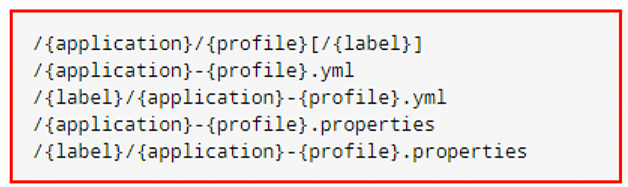 /{application}/{profile}[/{label}]
/{application}-{profile}.yml
/{label}/{application}-{profile}.yml
/{application}-{profile}.properties
/{label}/{application}-{profile}.properties